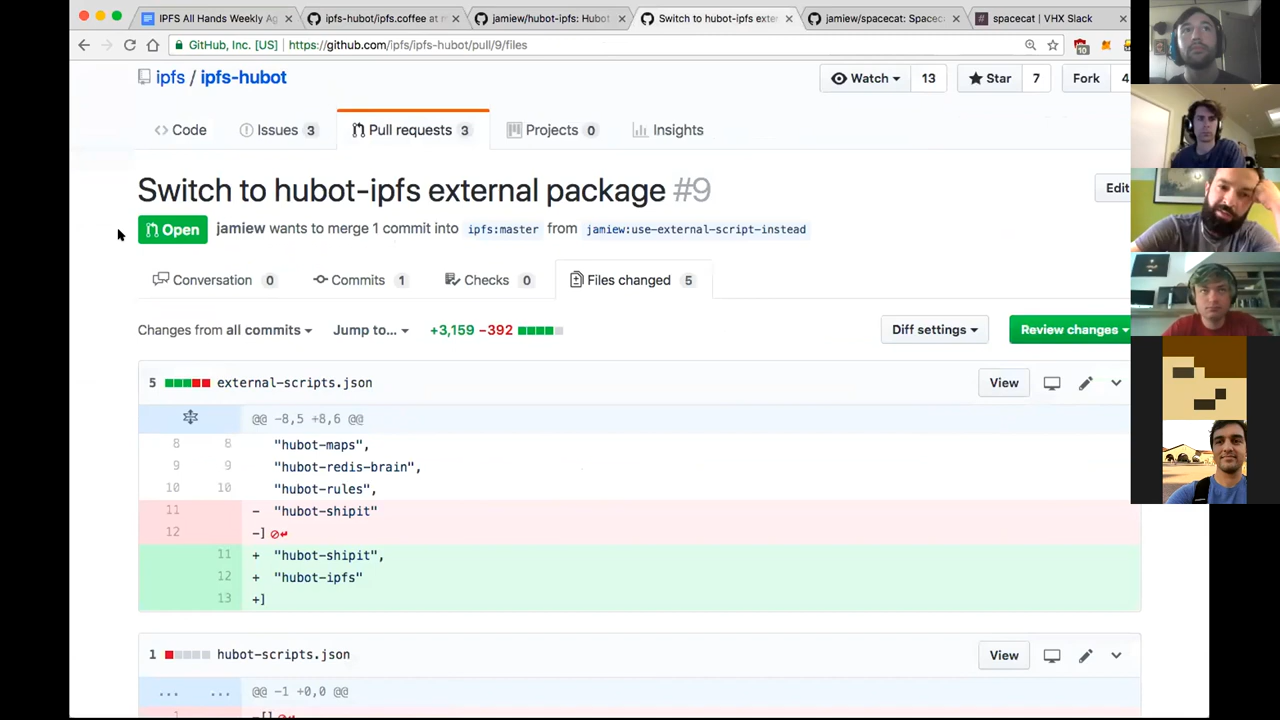 IPFS All Hands Weekly Ag
ipfs-hubot/ipfs.coffee at m
jamiew/hubot-ipfs: Hubot
Switch to hubot-ipfs exter
jamiew/spacecat: Spacec
spacecat | VHX Slack
GitHub, Inc. [US] | https://github.com/ipfs/ipfs-hubot/pull/9/files
10
ipfs / ipfs-hubot
Watch 13
Star 7
Fork 4
Code
Issues 3
Pull requests 3
Projects 0
Insights
Switch to hubot-ipfs external package #9
Edit
Open
jamiew wants to merge 1 commit into ipfs:master from jamiew:use-external-script-instead
Conversation 0
Commits 1
Checks 0
Files changed 5
Changes from all commits
Jump to...
+3,159 −392
Diff settings
Review changes
5 external-scripts.json
View
@@ -8,5 +8,6 @@
8 8 "hubot-maps",
9 9 "hubot-redis-brain",
10 10 "hubot-rules",
11 - "hubot-shipit"
12 -]
11 + "hubot-shipit",
12 + "hubot-ipfs"
13 +]
1 hubot-scripts.json
View
... ... @@ -1 +0,0 @@
1 -[]